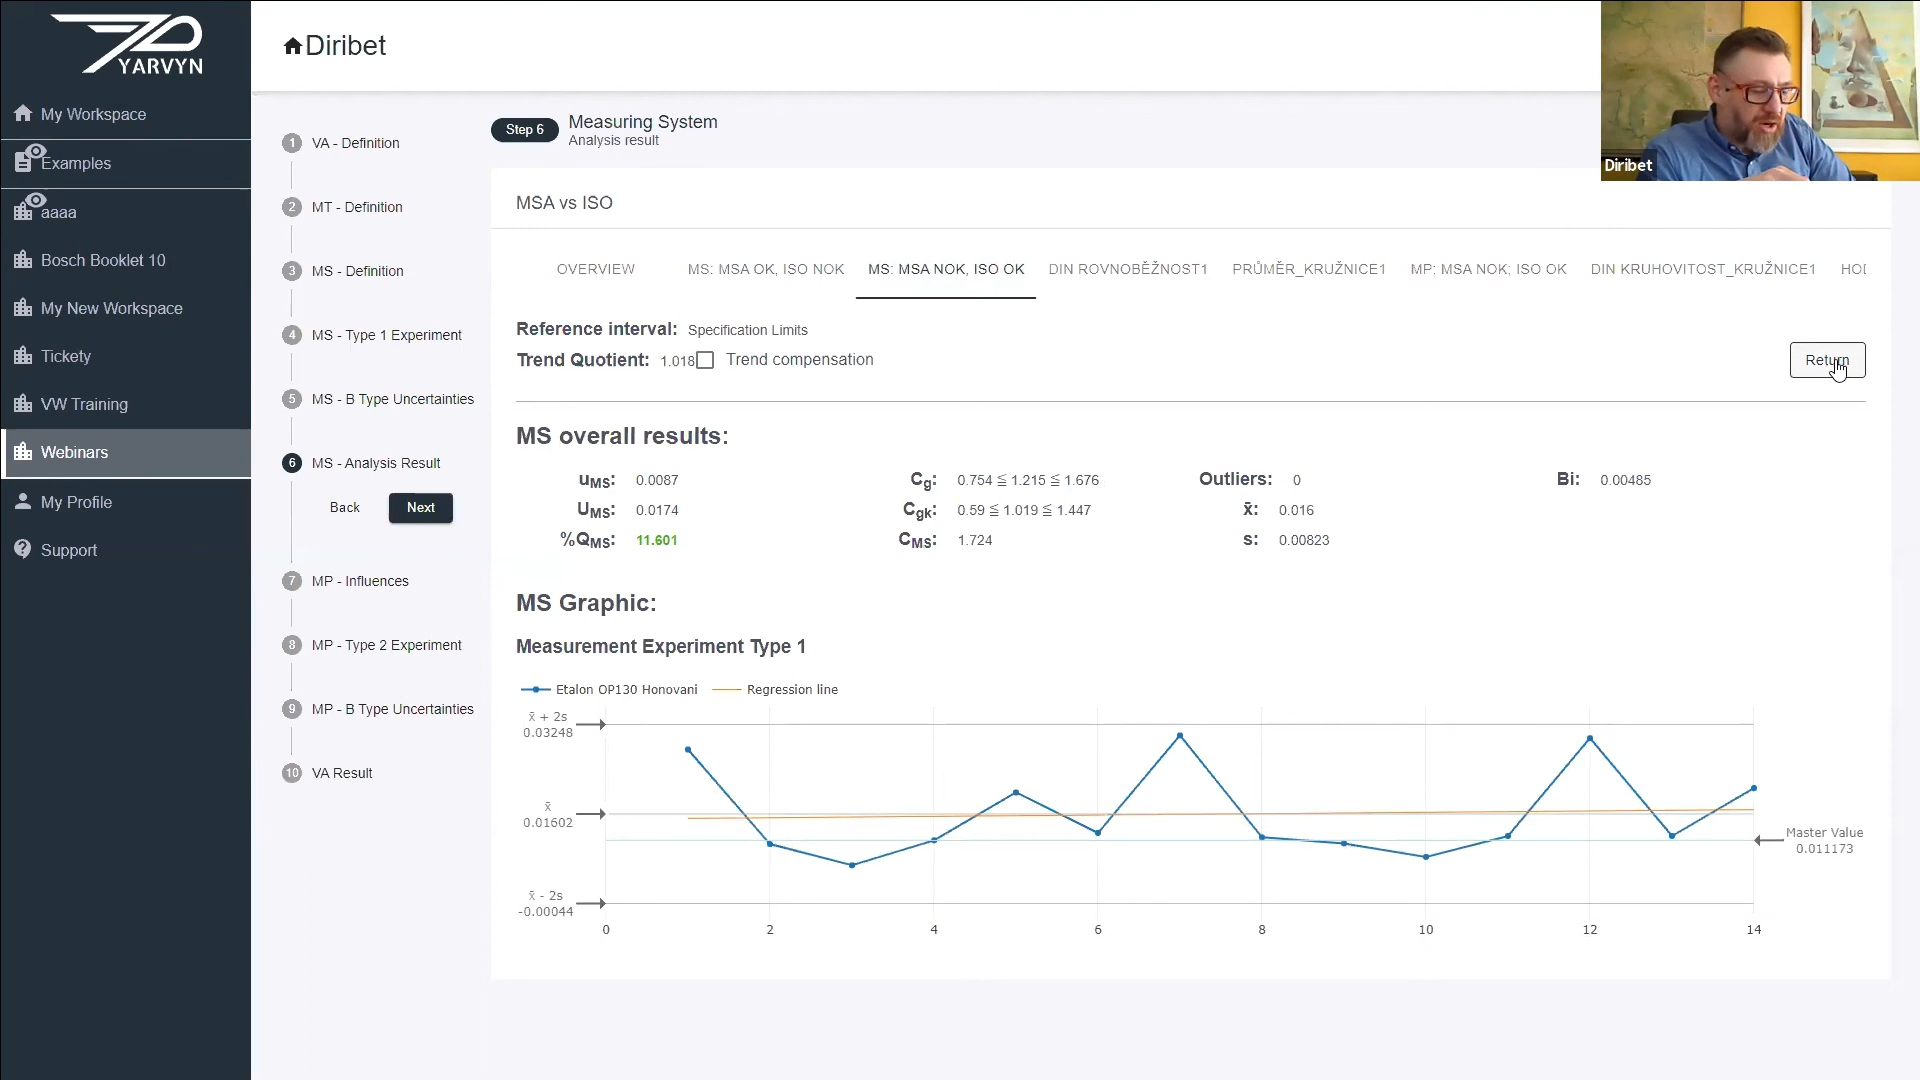 YARVYN
My Workspace
Examples
aaaa
Bosch Booklet 10
My New Workspace
Tickety
VW Training
Webinars
My Profile
Support
Diribet
1 VA - Definition
2 MT - Definition
3 MS - Definition
4 MS - Type 1 Experiment
5 MS - B Type Uncertainties
6 MS - Analysis Result
Back Next
7 MP - Influences
8 MP - Type 2 Experiment
9 MP - B Type Uncertainties
10 VA Result
Step 6 Measuring System
Analysis result
MSA vs ISO
OVERVIEW MS: MSA OK, ISO NOK MS: MSA NOK, ISO OK DIN ROVNOBĚŽNOST1 PRŮMĚR_KRUŽNICE1 MP: MSA NOK; ISO OK DIN KRUHOVITOST_KRUŽNICE1
Reference interval: Specification Limits
Trend Quotient: 1.018 Trend compensation
Return
MS overall results:
uMS: 0.0087 Cg: 0.754 ≦ 1.215 ≦ 1.676 Outliers: 0 Bi: 0.00485
UMS: 0.0174 Cgk: 0.59 ≦ 1.019 ≦ 1.447 x̄: 0.016
%QMS: 11.601 CMS: 1.724 s: 0.00823
MS Graphic:
Measurement Experiment Type 1
Etalon OP130 Honovani Regression line
x̄ + 2s
0.03248
x̄
0.01602
Master Value
0.011173
x̄ - 2s
-0.00044
0 2 4 6 8 10 12 14
Diribet